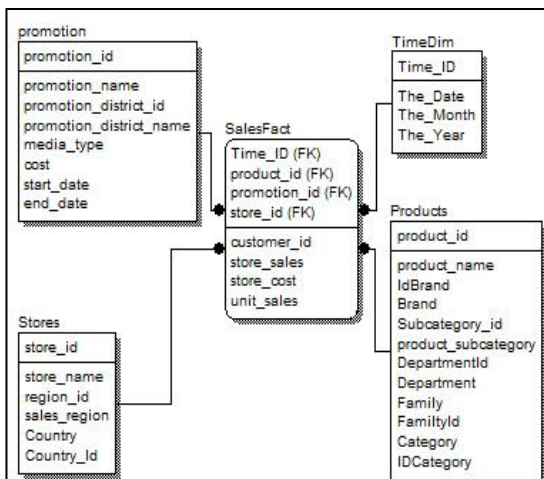 promotion
promotion_id
promotion_name
promotion_district_id
promotion_district_name
media_type
cost
start_date
end_date
TimeDim
Time_ID
The_Date
The_Month
The_Year
SalesFact
Time_ID (FK)
product_id (FK)
promotion_id (FK)
store_id (FK)
customer_id
store_sales
store_cost
unit_sales
Stores
store_id
store_name
region_id
sales_region
Country
Country_Id
Products
product_id
product_name
IdBrand
Brand
Subcategory_id
product_subcategory
DepartmentId
Department
Family
FamiltyId
Category
IDCategory